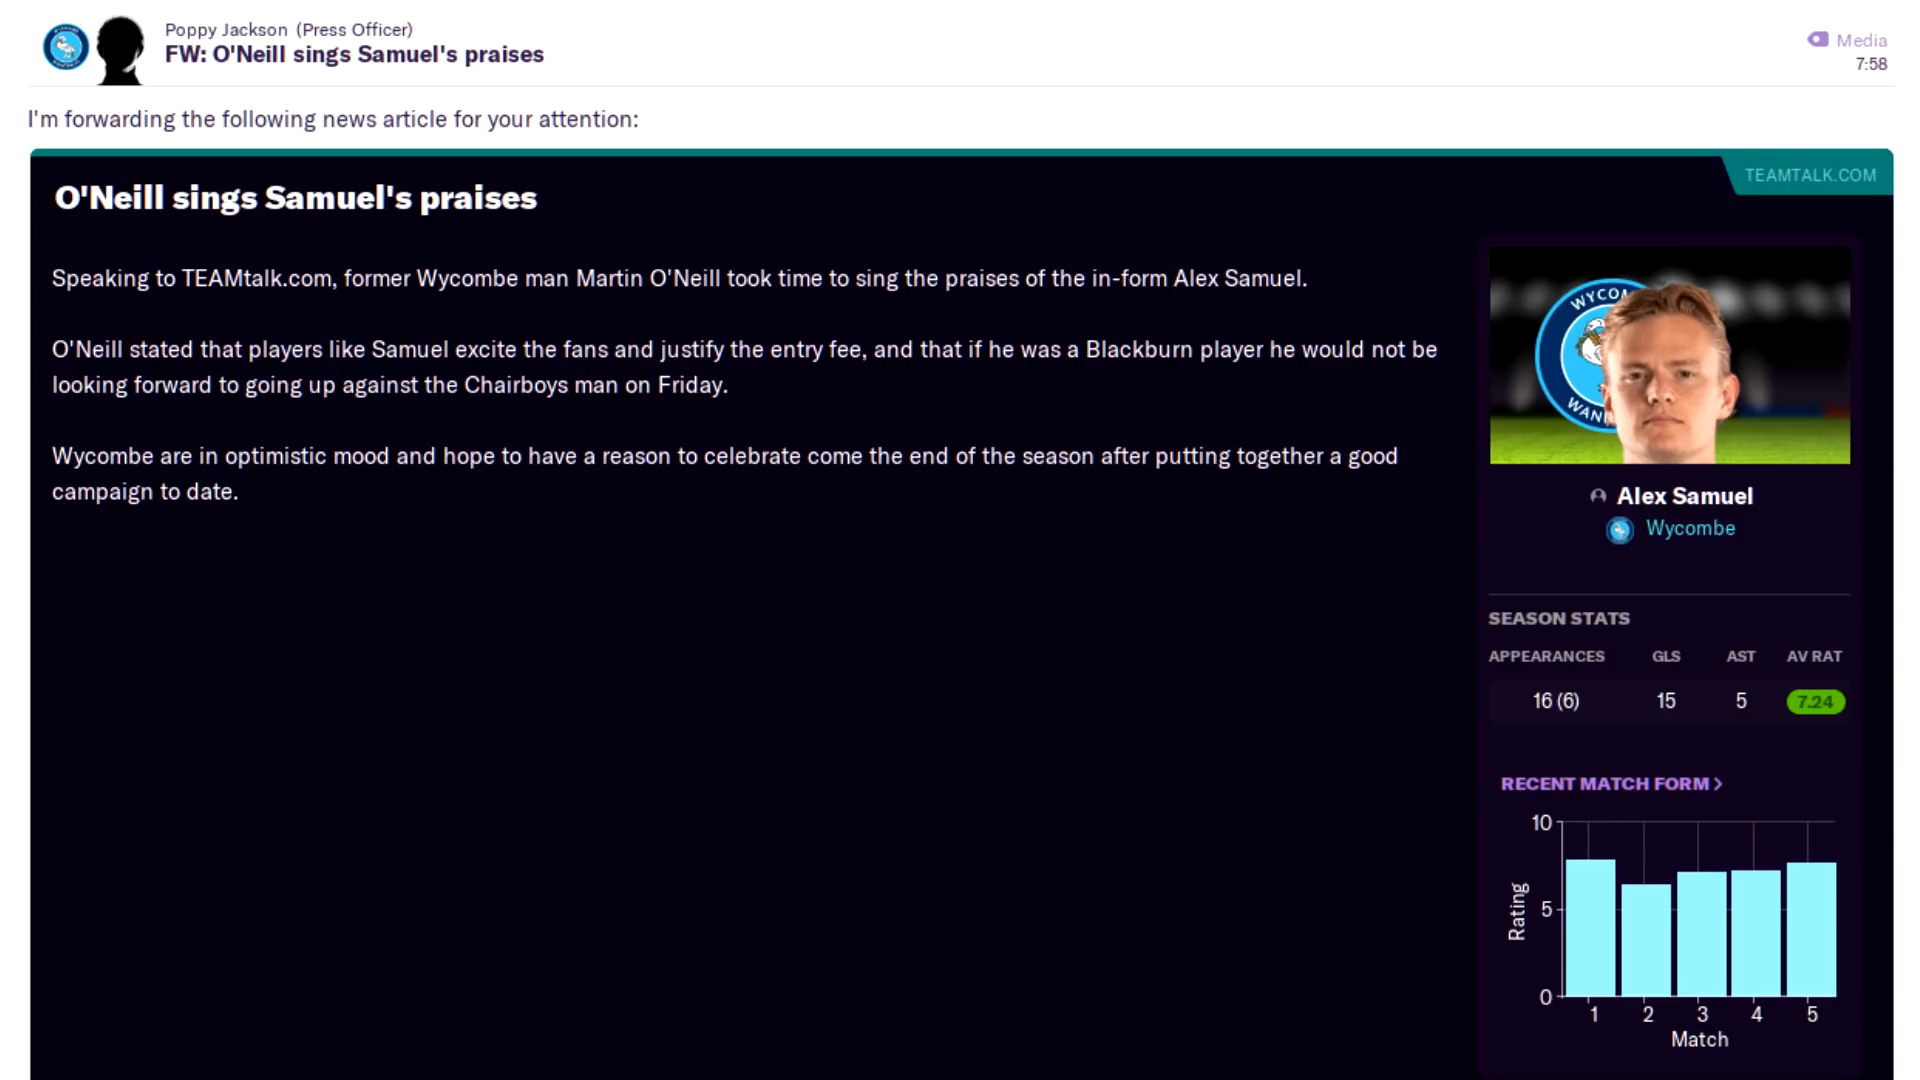 Poppy Jackson (Press Officer)
FW: O'Neill sings Samuel's praises
Media
7:58
I'm forwarding the following news article for your attention:
TEAMTALK.COM
O'Neill sings Samuel's praises
Speaking to TEAMtalk.com, former Wycombe man Martin O'Neill took time to sing the praises of the in-form Alex Samuel.
O'Neill stated that players like Samuel excite the fans and justify the entry fee, and that if he was a Blackburn player he would not be
looking forward to going up against the Chairboys man on Friday.
Wycombe are in optimistic mood and hope to have a reason to celebrate come the end of the season after putting together a good
campaign to date.
WYCOM
WAN
Alex Samuel
Wycombe
SEASON STATS
APPEARANCES GLS AST AV RAT
16 (6) 15 5 7.24
RECENT MATCH FORM >
10
5
0
Rating
1 2 3 4 5
Match